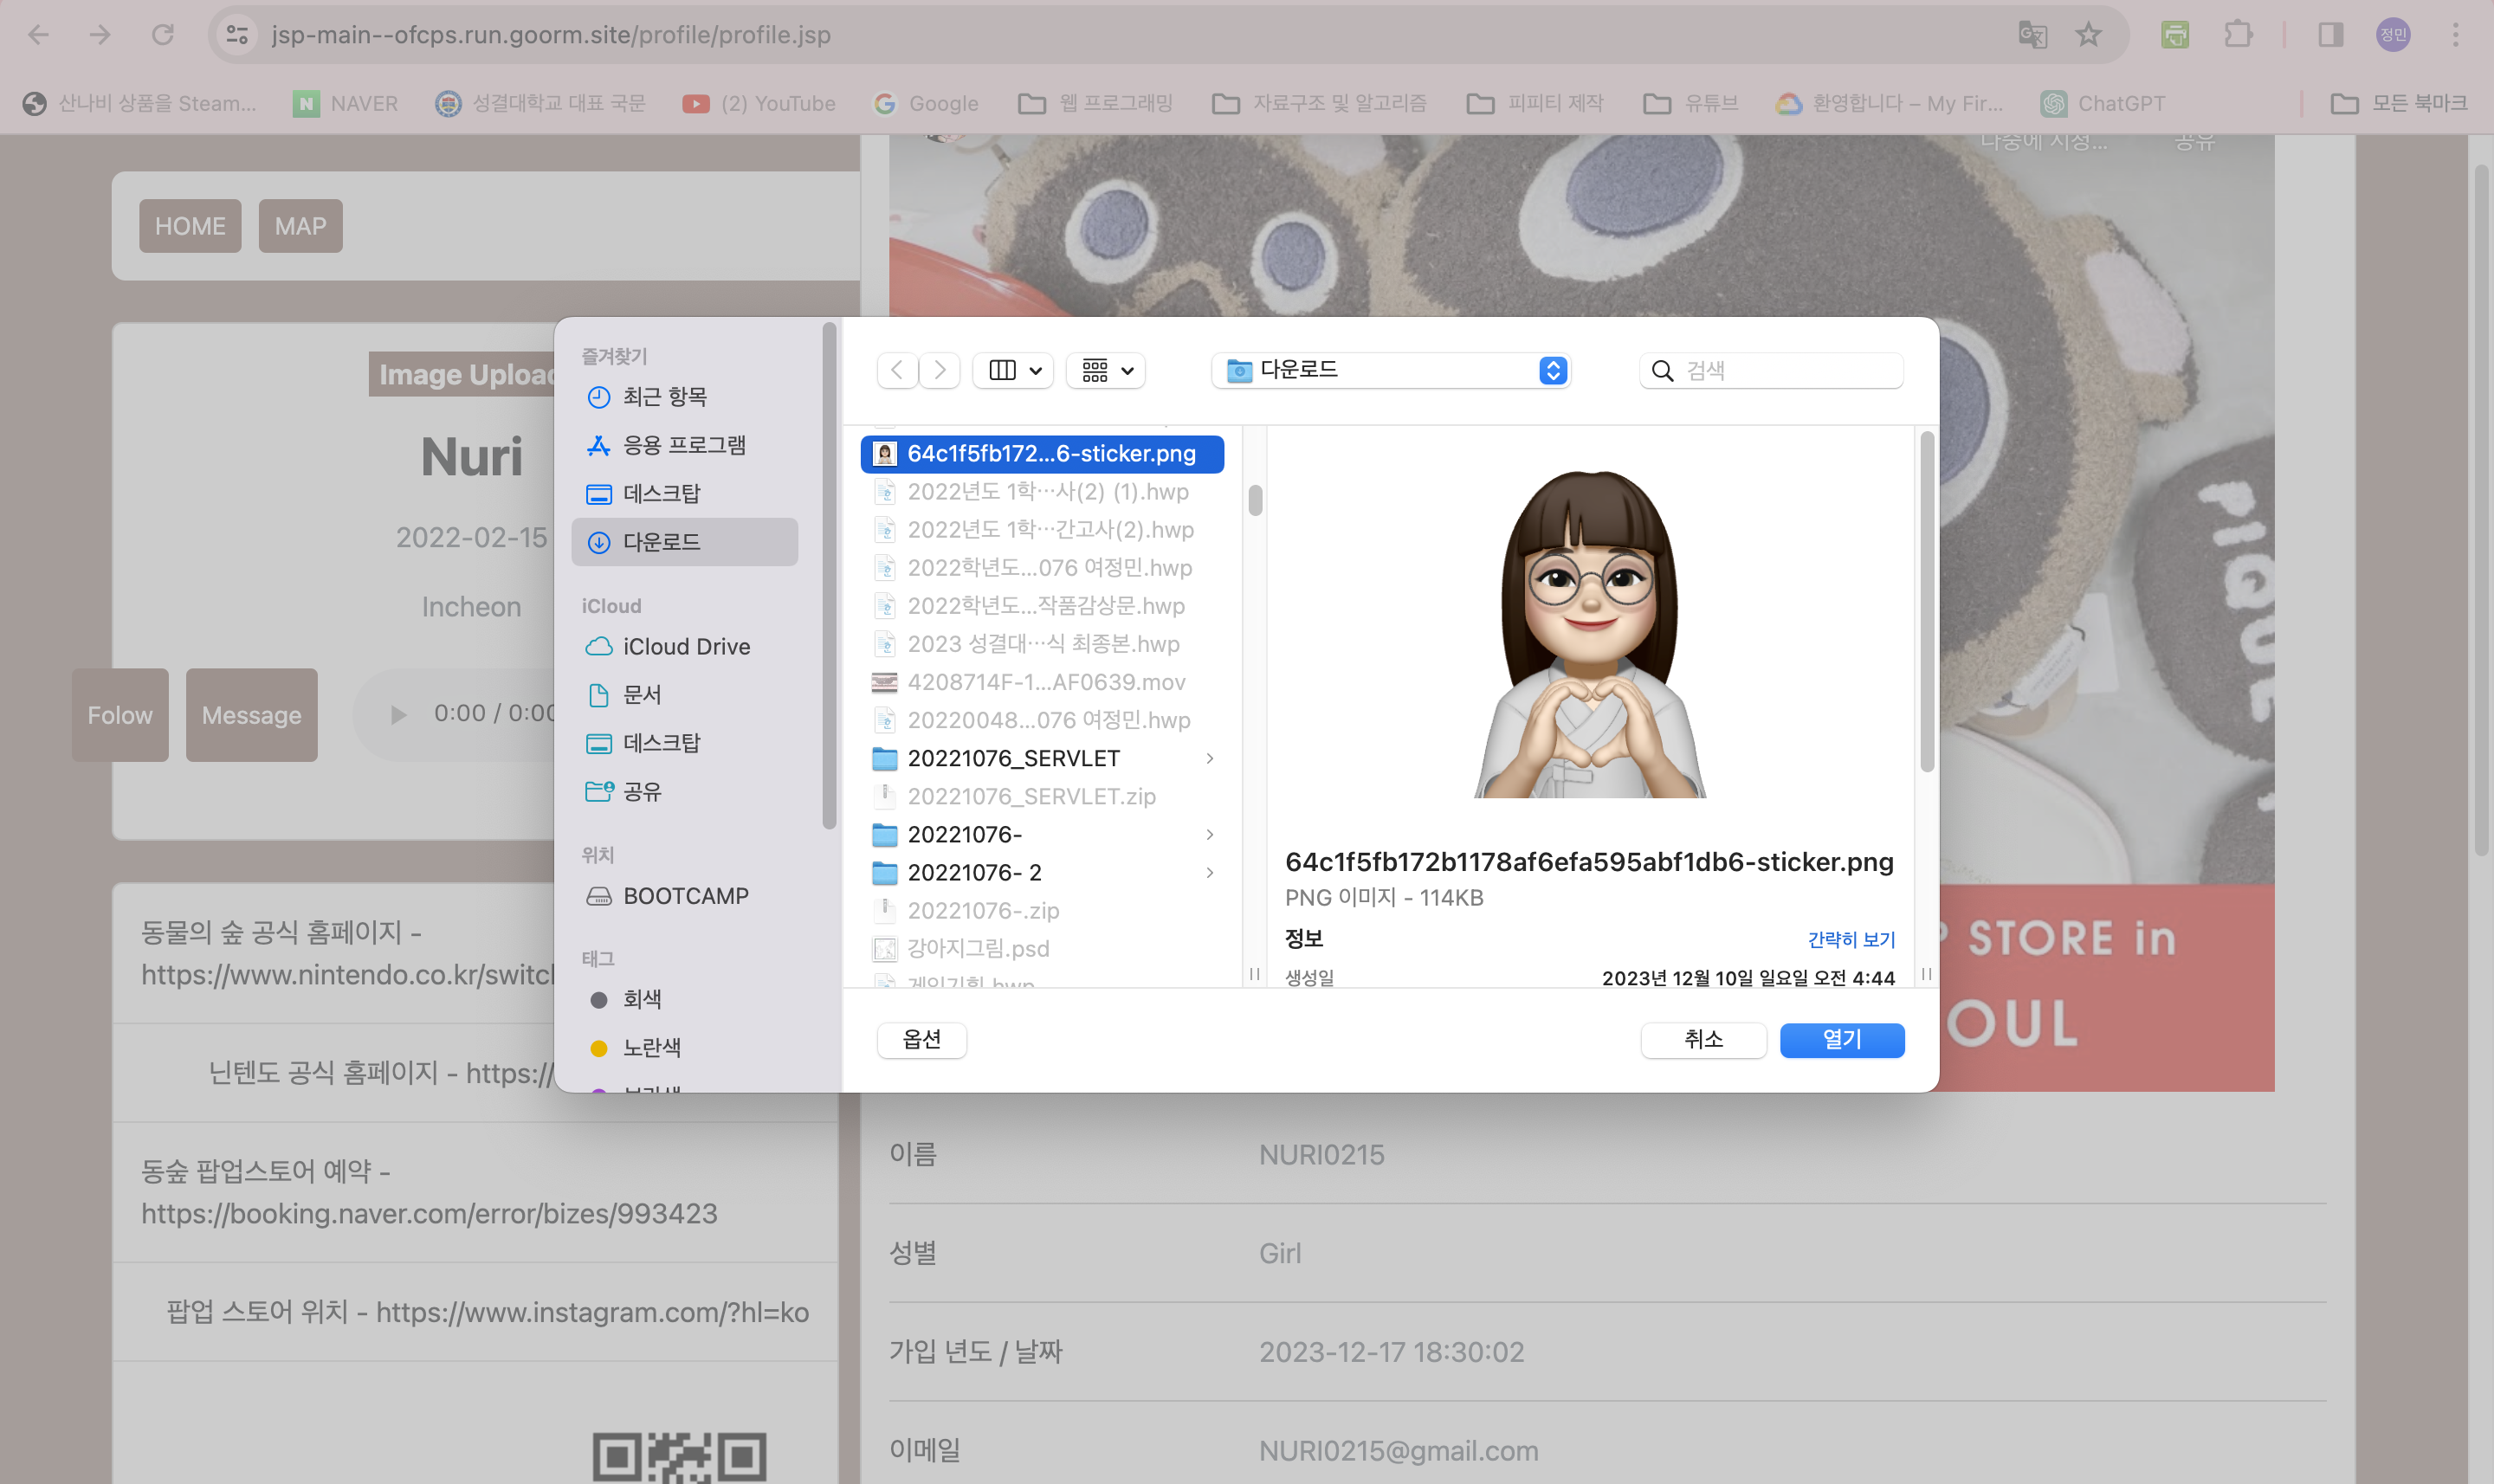 jsp-main--ofcps.run.goorm.site/profile/profile.jsp
정민
산나비 상품을 Steam...
NAVER
성결대학교 대표 국문
(2) YouTube
Google
웹 프로그래밍
자료구조 및 알고리즘
피피티 제작
유튜브
환영합니다 – My Fir...
ChatGPT
모든 북마크
나중에 시청...
공유
HOME
MAP
Image Upload
Nuri
2022-02-15
Incheon
Folow
Message
0:00 / 0:00
동물의 숲 공식 홈페이지 -
https://www.nintendo.co.kr/switch
닌텐도 공식 홈페이지 - https://
동숲 팝업스토어 예약 -
https://booking.naver.com/error/bizes/993423
팝업 스토어 위치 - https://www.instagram.com/?hl=ko
즐겨찾기
최근 항목
응용 프로그램
데스크탑
다운로드
iCloud
iCloud Drive
문서
데스크탑
공유
위치
BOOTCAMP
태그
회색
노란색
보라색
다운로드
검색
64c1f5fb172...6-sticker.png
2022년도 1학…사(2) (1).hwp
2022년도 1학…간고사(2).hwp
2022학년도...076 여정민.hwp
2022학년도...작품감상문.hwp
2023 성결대…식 최종본.hwp
4208714F-1...AF0639.mov
20220048...076 여정민.hwp
20221076_SERVLET
20221076_SERVLET.zip
20221076-
20221076- 2
20221076-.zip
강아지그림.psd
게임기획.hwp
64c1f5fb172b1178af6efa595abf1db6-sticker.png
PNG 이미지 - 114KB
정보
간략히 보기
생성일
2023년 12월 10일 일요일 오전 4:44
옵션
취소
열기
STORE in
OUL
이름
NURI0215
성별
Girl
가입 년도 / 날짜
2023-12-17 18:30:02
이메일
NURI0215@gmail.com